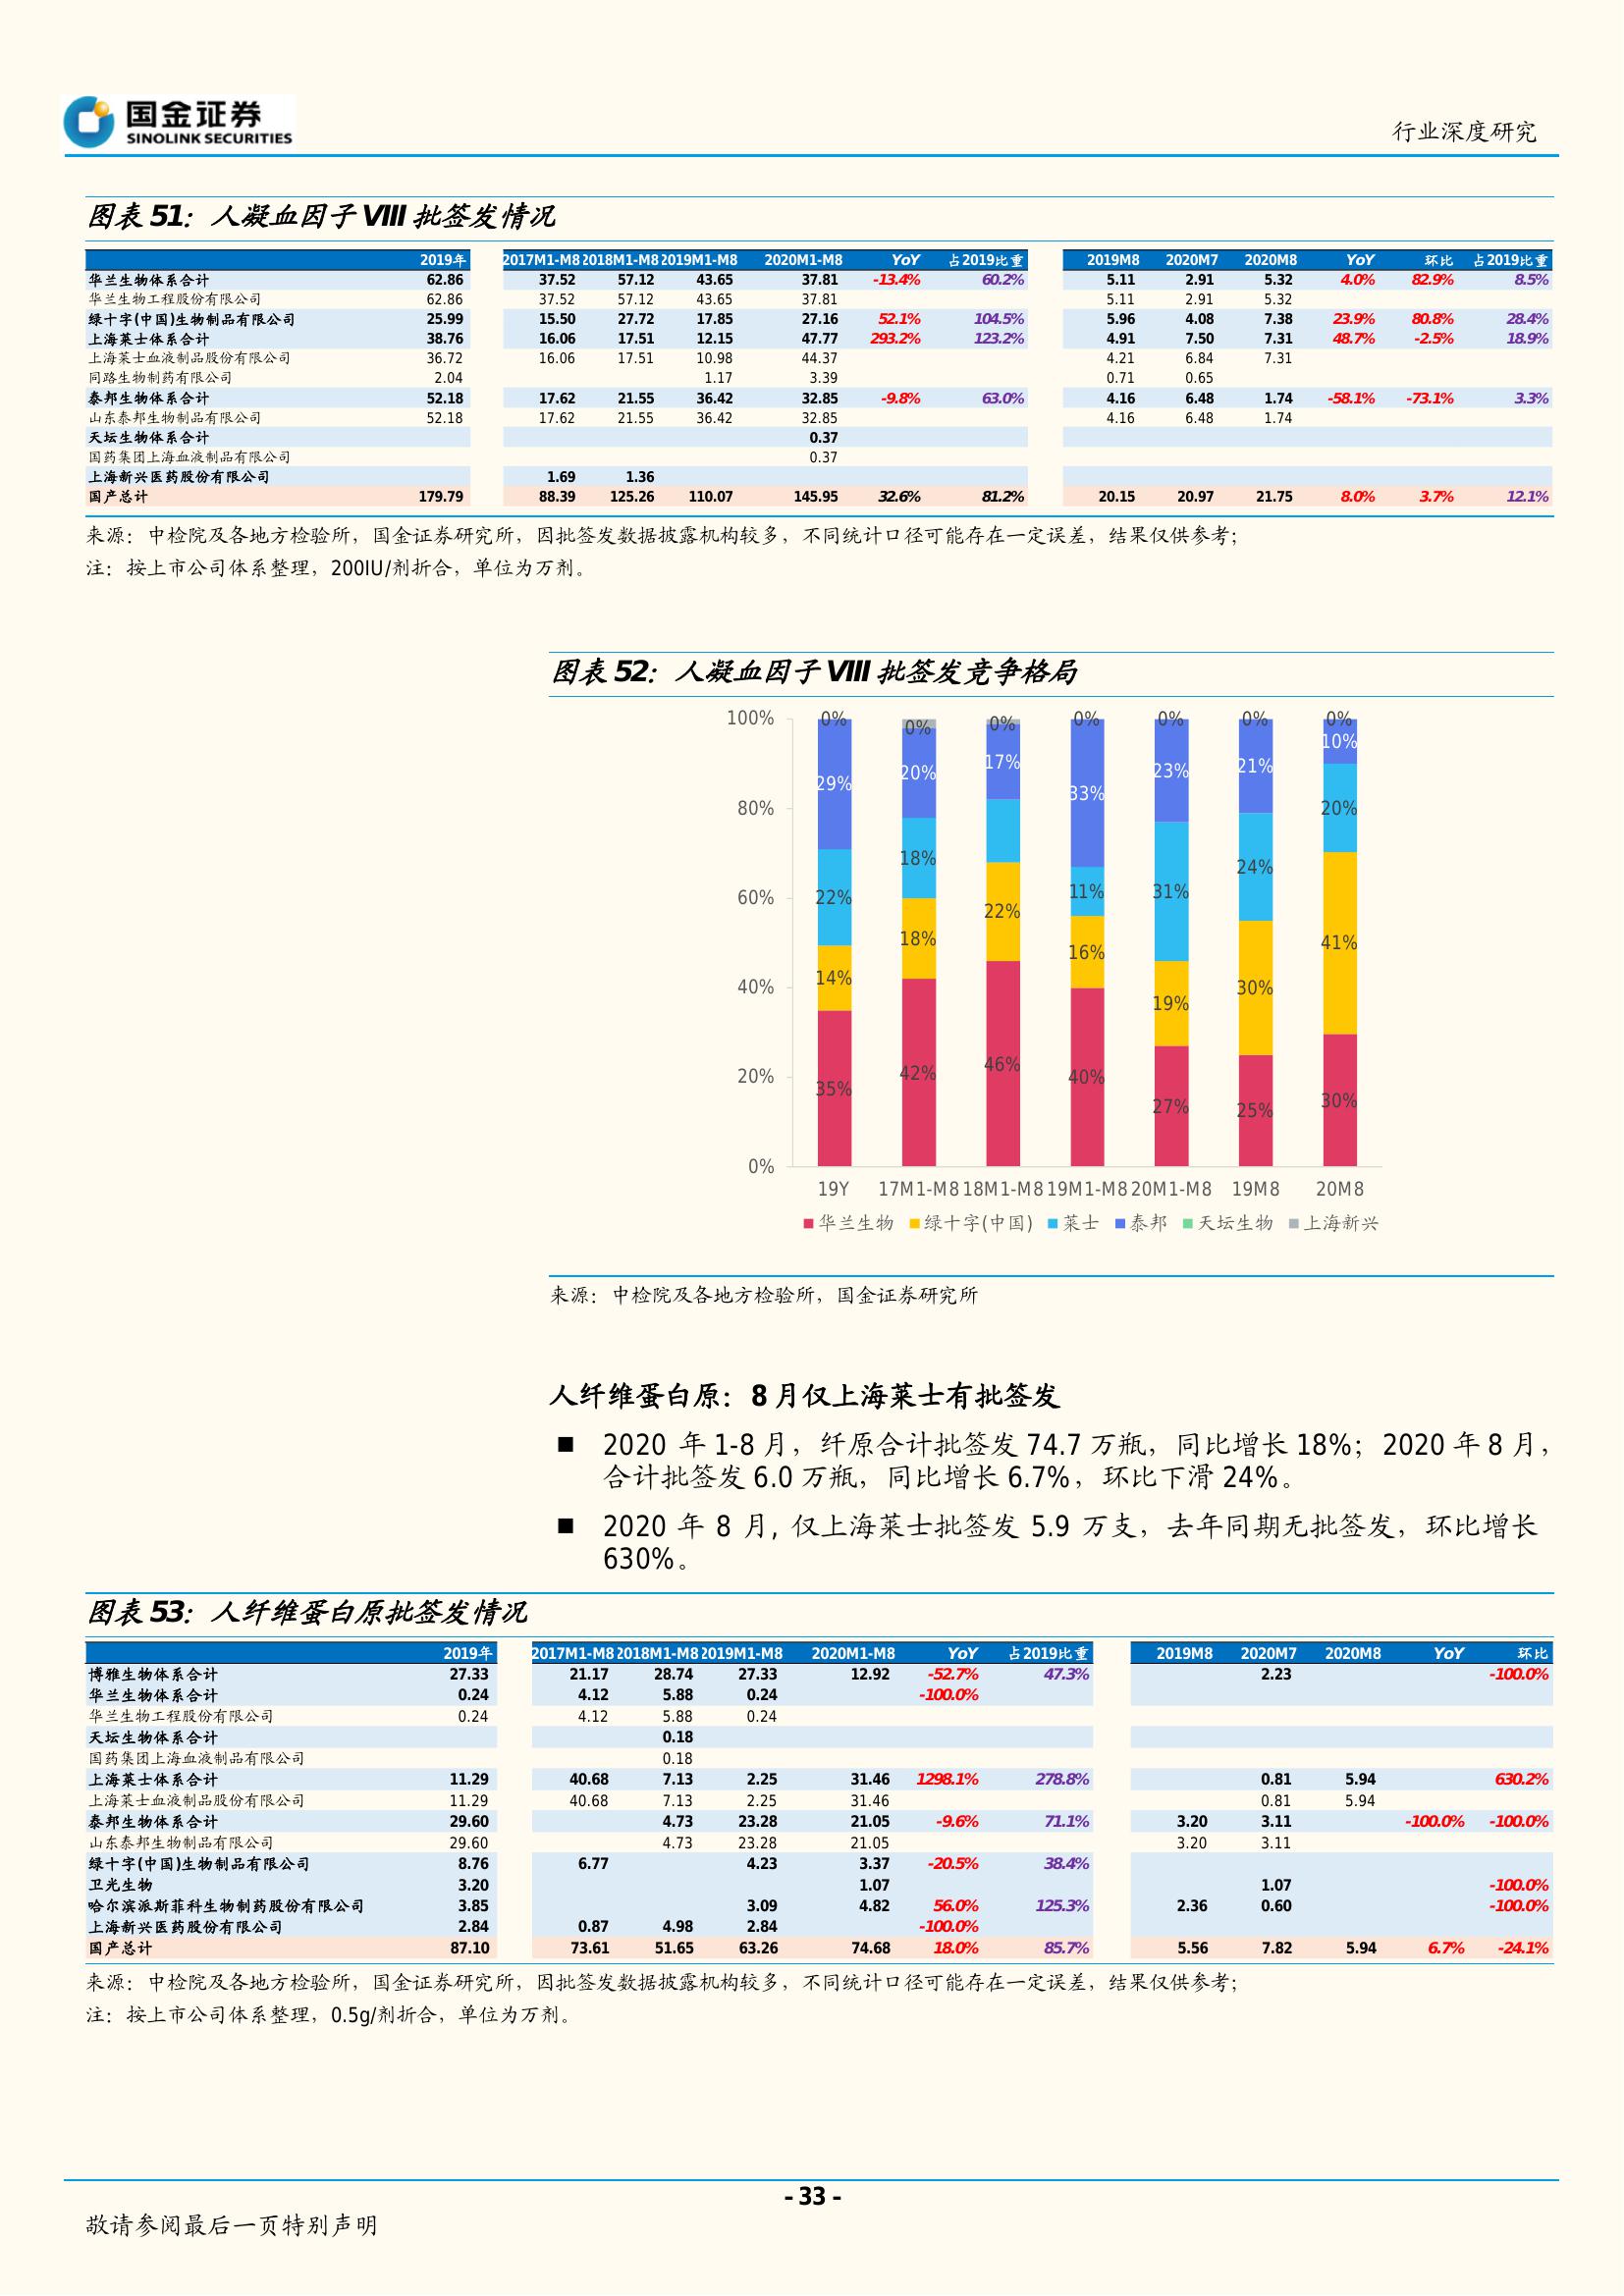 国金证券
SINOLINK SECURITIES
行业深度研究
图表 51：人凝血因子 VIII 批签发情况
2019年 2017M1-M8 2018M1-M8 2019M1-M8 2020M1-M8 YoY 占2019比重 2019M8 2020M7 2020M8 YoY 环比 占2019比重
华兰生物体系合计 62.86 37.52 57.12 43.65 37.81 -13.4% 60.2% 5.11 2.91 5.32 4.0% 82.9% 8.5%
华兰生物工程股份有限公司 62.86 37.52 57.12 43.65 37.81 5.11 2.91 5.32
绿十字(中国)生物制品有限公司 25.99 15.50 27.72 17.85 27.16 52.1% 104.5% 5.96 4.08 7.38 23.9% 80.8% 28.4%
上海莱士体系合计 38.76 16.06 17.51 12.15 47.77 293.2% 123.2% 4.91 7.50 7.31 48.7% -2.5% 18.9%
上海莱士血液制品股份有限公司 36.72 16.06 17.51 10.98 44.37 4.21 6.84 7.31
同路生物制药有限公司 2.04 1.17 3.39 0.71 0.65
泰邦生物体系合计 52.18 17.62 21.55 36.42 32.85 -9.8% 63.0% 4.16 6.48 1.74 -58.1% -73.1% 3.3%
山东泰邦生物制品有限公司 52.18 17.62 21.55 36.42 32.85 4.16 6.48 1.74
天坛生物体系合计 0.37
国药集团上海血液制品有限公司 0.37
上海新兴医药股份有限公司 1.69 1.36
国产总计 179.79 88.39 125.26 110.07 145.95 32.6% 81.2% 20.15 20.97 21.75 8.0% 3.7% 12.1%
来源：中检院及各地方检验所，国金证券研究所，因批签发数据披露机构较多，不同统计口径可能存在一定误差，结果仅供参考；
注：按上市公司体系整理，200IU/剂折合，单位为万剂。
图表 52：人凝血因子 VIII 批签发竞争格局
100% 0% 0% 0% 0% 0% 0% 0%
29% 20% 17% 33% 23% 21% 10%
80% 22% 18% 11% 31% 24% 20%
60% 14% 18% 22% 16% 19% 30% 41%
40% 35% 42% 46% 40% 27% 25% 30%
20%
0%
19Y 17M1-M8 18M1-M8 19M1-M8 20M1-M8 19M8 20M8
华兰生物 绿十字(中国) 莱士 泰邦 天坛生物 上海新兴
来源：中检院及各地方检验所，国金证券研究所
人纤维蛋白原：8 月仅上海莱士有批签发
■ 2020 年 1-8 月，纤原合计批签发 74.7 万瓶，同比增长 18%；2020 年 8 月，
合计批签发 6.0 万瓶，同比增长 6.7%，环比下滑 24%。
■ 2020 年 8 月, 仅上海莱士批签发 5.9 万支，去年同期无批签发，环比增长
630%。
图表 53：人纤维蛋白原批签发情况
2019年 2017M1-M8 2018M1-M8 2019M1-M8 2020M1-M8 YoY 占2019比重 2019M8 2020M7 2020M8 YoY 环比
博雅生物体系合计 27.33 21.17 28.74 27.33 12.92 -52.7% 47.3% 2.23 -100.0%
华兰生物体系合计 0.24 4.12 5.88 0.24 -100.0%
华兰生物工程股份有限公司 0.24 4.12 5.88 0.24
天坛生物体系合计 0.18
国药集团上海血液制品有限公司 0.18
上海莱士体系合计 11.29 40.68 7.13 2.25 31.46 1298.1% 278.8% 0.81 5.94 630.2%
上海莱士血液制品股份有限公司 11.29 40.68 7.13 2.25 31.46 0.81 5.94
泰邦生物体系合计 29.60 4.73 23.28 21.05 -9.6% 71.1% 3.20 3.11 -100.0% -100.0%
山东泰邦生物制品有限公司 29.60 4.73 23.28 21.05 3.20 3.11
绿十字(中国)生物制品有限公司 8.76 6.77 4.23 3.37 -20.5% 38.4%
卫光生物 3.20 1.07 1.07 -100.0%
哈尔滨派斯菲科生物制药股份有限公司 3.85 3.09 4.82 56.0% 125.3% 2.36 0.60 -100.0%
上海新兴医药股份有限公司 2.84 0.87 4.98 2.84 -100.0%
国产总计 87.10 73.61 51.65 63.26 74.68 18.0% 85.7% 5.56 7.82 5.94 6.7% -24.1%
来源：中检院及各地方检验所，国金证券研究所，因批签发数据披露机构较多，不同统计口径可能存在一定误差，结果仅供参考；
注：按上市公司体系整理，0.5g/剂折合，单位为万剂。
- 33 -
敬请参阅最后一页特别声明